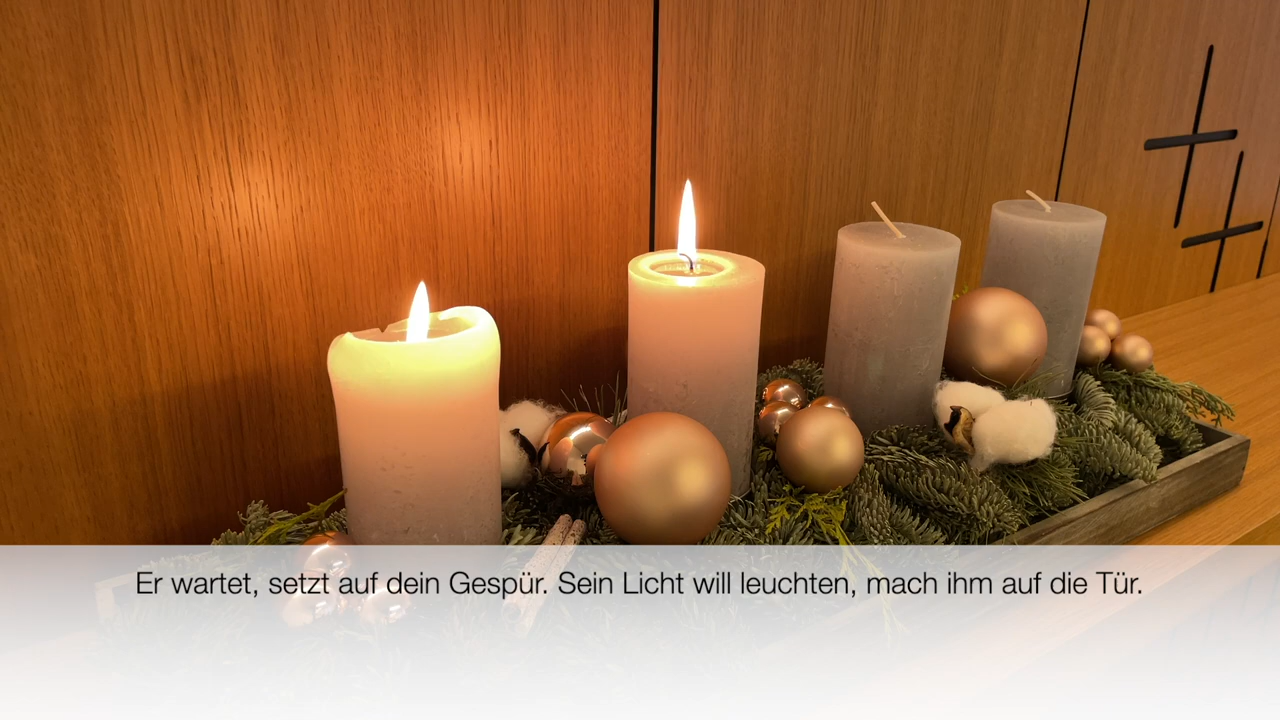 Er wartet, setzt auf dein Gespür. Sein Licht will leuchten, mach ihm auf die Tür.